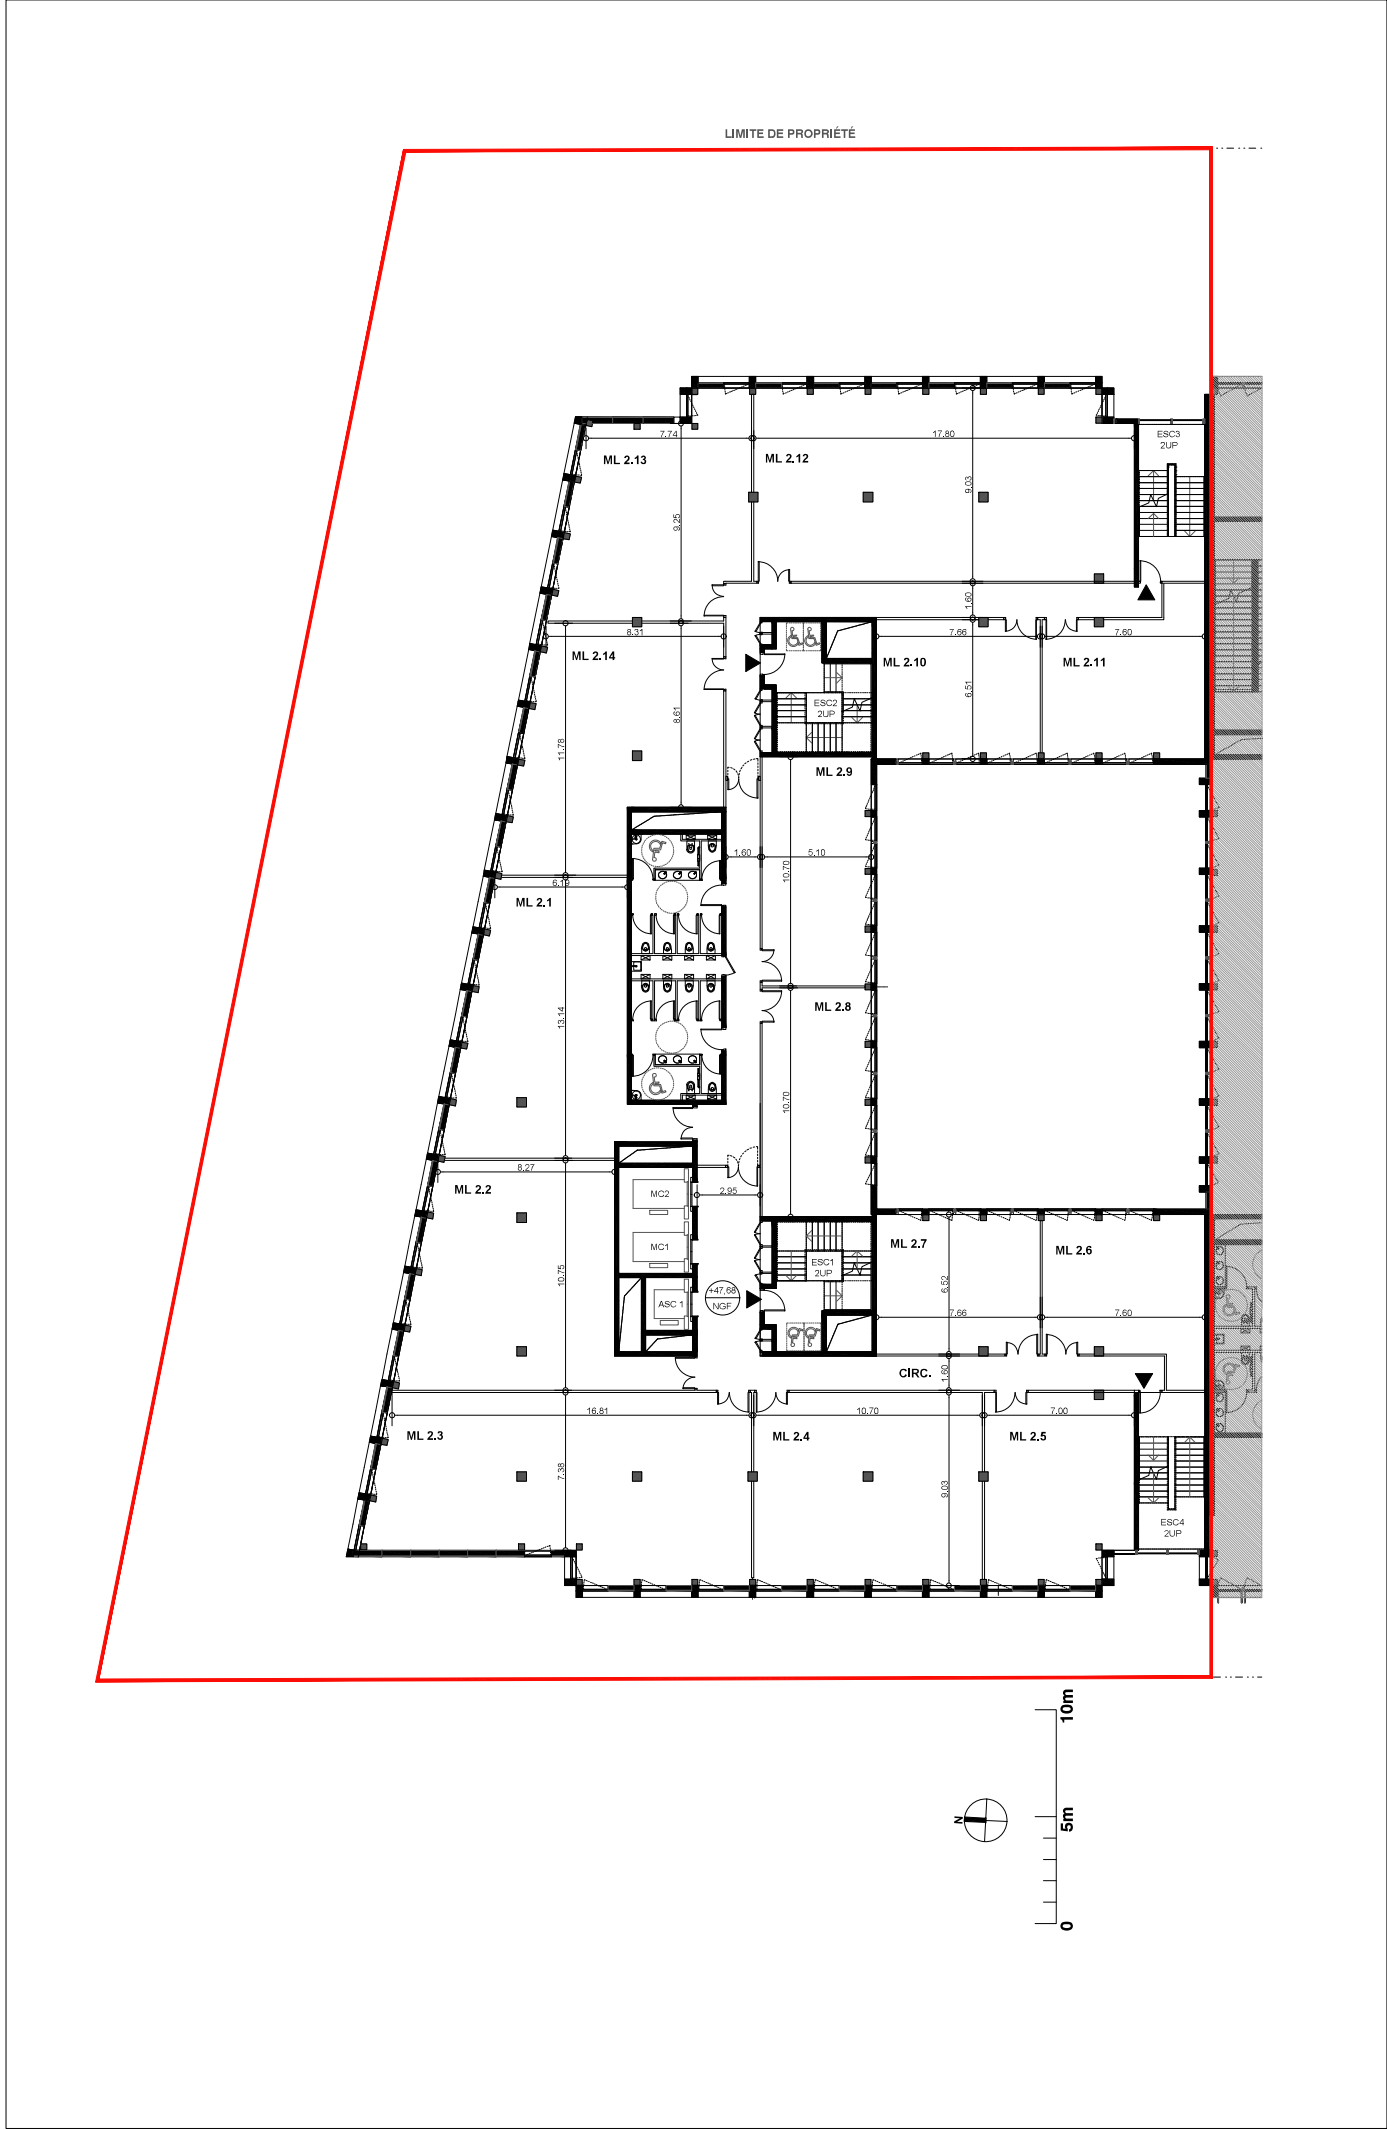 LIMITE DE PROPRIÉTÉ
ESC3
2UP
7.74
17.80
ML 2.13
ML 2.12
9.03
9.25
1.60
8.31
7.66
7.60
ML 2.14
ML 2.10
ML 2.11
6.51
ESC2
2UP
8.61
11.78
ML 2.9
1.60
5.10
10.70
6.19
ML 2.1
ML 2.8
13.14
10.70
8.27
ML 2.2
MC2
2.95
MC1
ML 2.7
ML 2.6
ESC1
2UP
6.52
10.75
+47,68
NGF
ASC 1
7.66
7.60
CIRC.
1.60
16.81
10.70
7.00
ML 2.3
ML 2.4
ML 2.5
7.38
9.03
ESC4
2UP
10m
5m
0
N